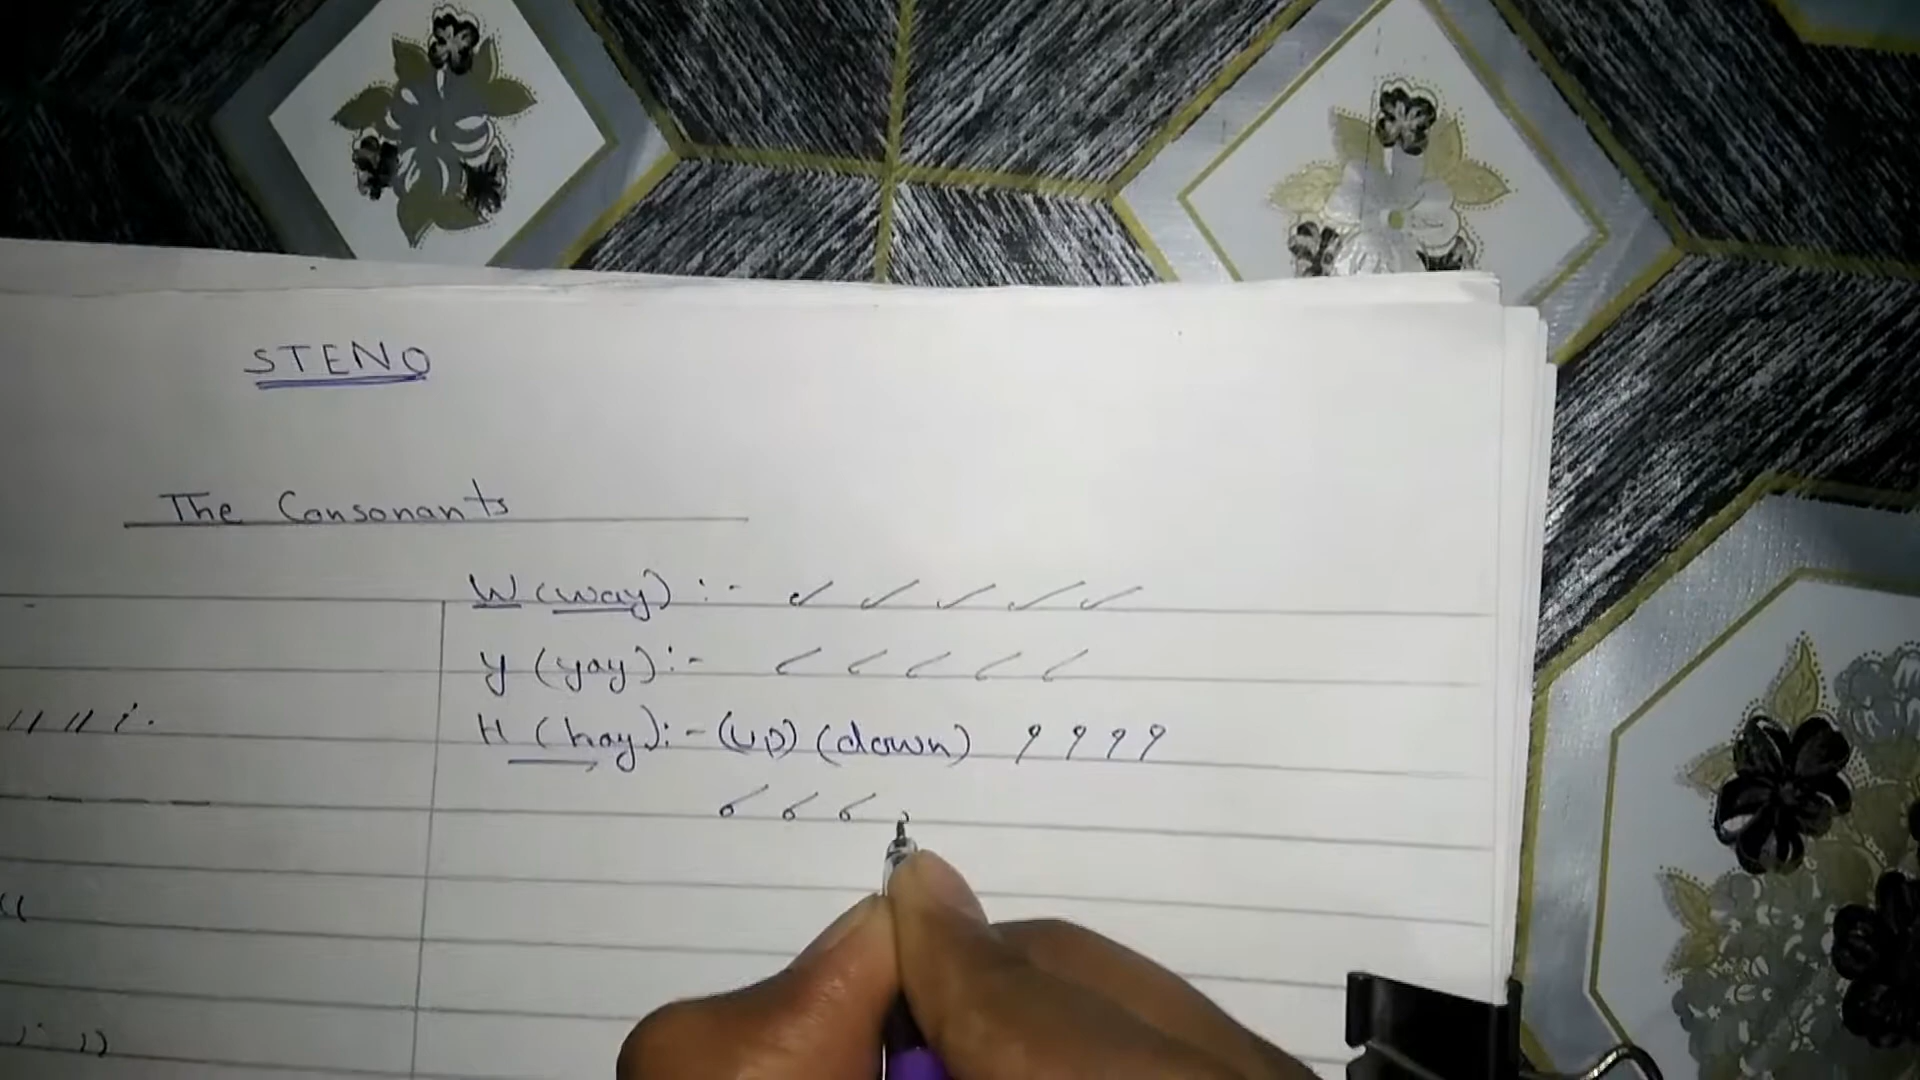 STENO
The Consonants
W (way) :-
y (yay) :-
H (hay) :- (up) (down)